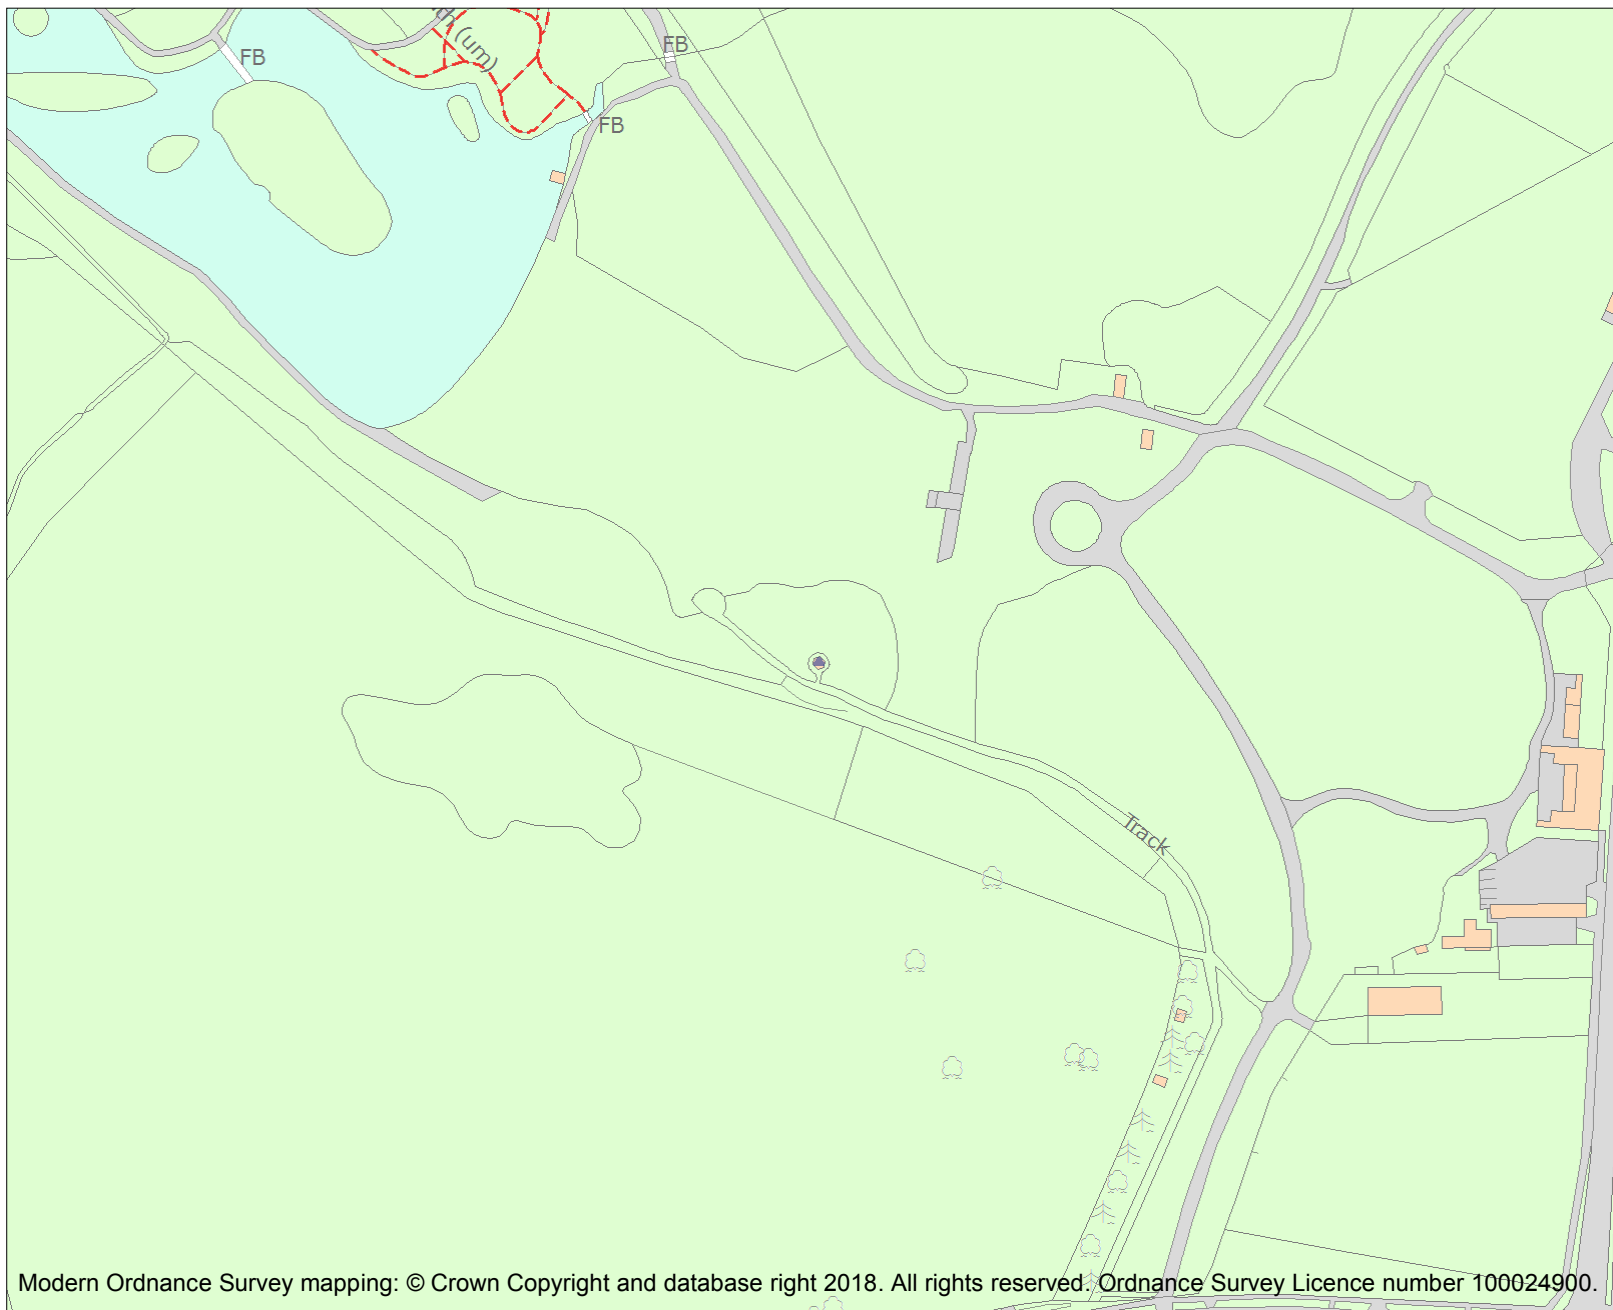 (um)
FB
FB
FB
Track
Modern Ordnance Survey mapping: © Crown Copyright and database right 2018. All rights reserved. Ordnance Survey Licence number 100024900.